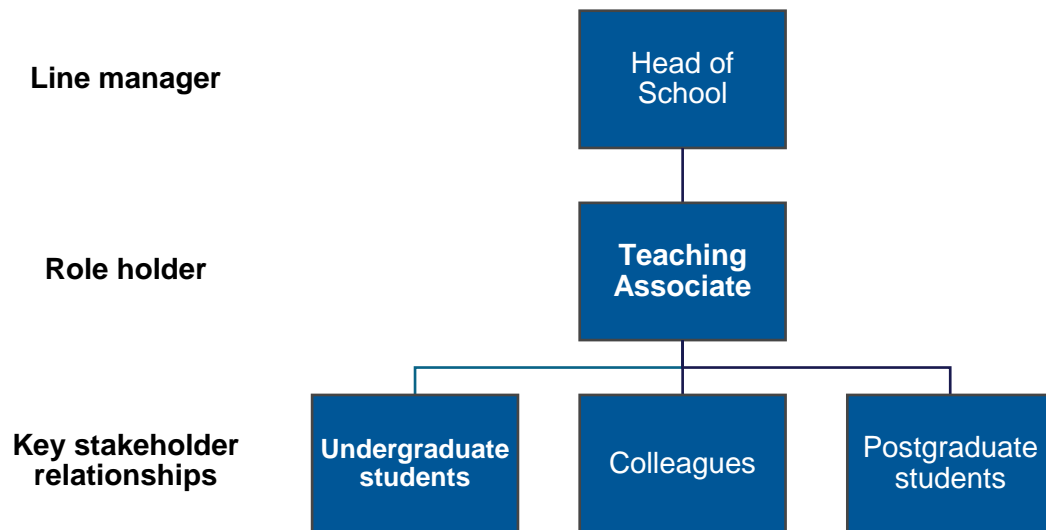 Line manager
Head of
School
Role holder
Teaching
Associate
Key stakeholder
relationships
Undergraduate
students
Colleagues
Postgraduate
students